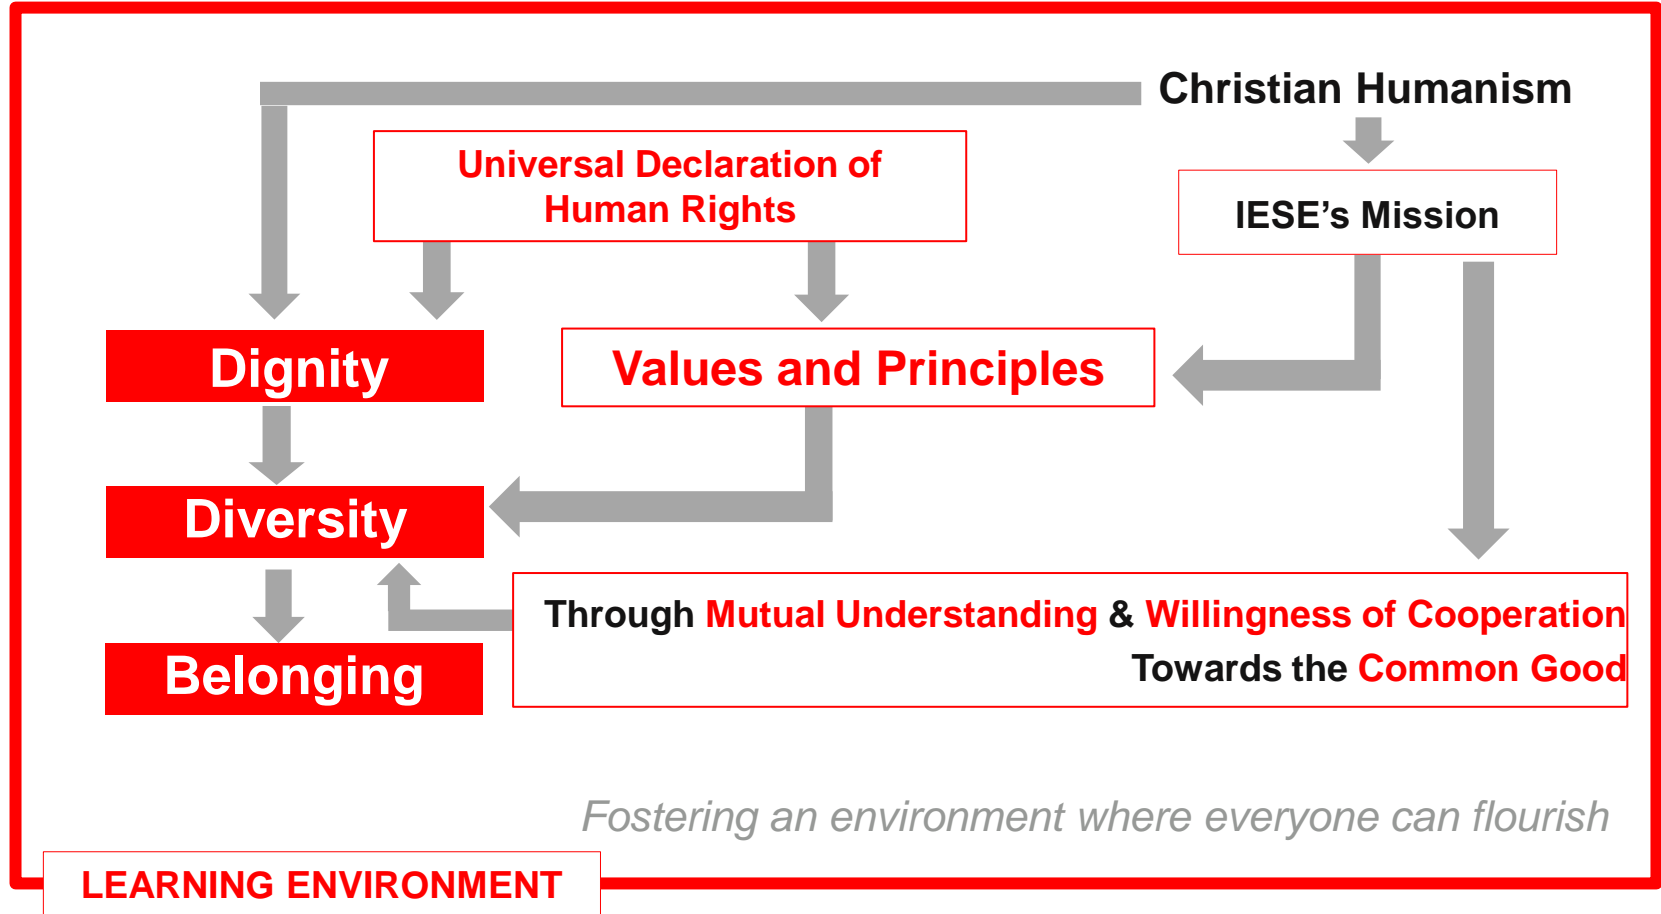 Christian Humanism
Universal Declaration of
Human Rights
IESE’s Mission
Dignity
Values and Principles
Diversity
Through Mutual Understanding & Willingness of Cooperation
Towards the Common Good
Belonging
Fostering an environment where everyone can flourish
LEARNING ENVIRONMENT